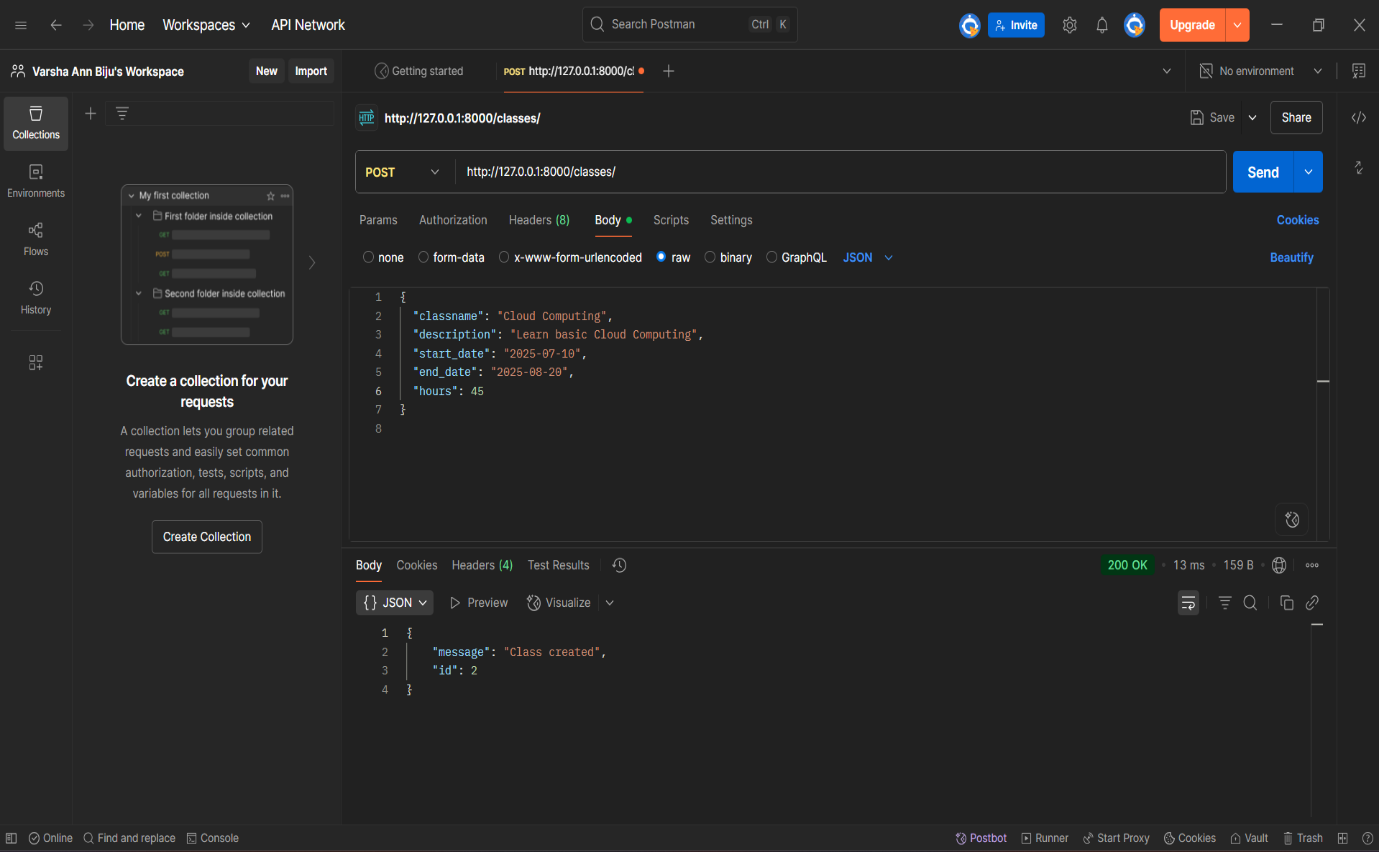 Home Workspaces API Network Search Postman Ctrl K Invite Upgrade
Varsha Ann Biju's Workspace New Import Getting started POST http://127.0.0.1:8000/cl No environment
Collections
Environments
Flows
History
My first collection
First folder inside collection
GET
POST
GET
Second folder inside collection
GET
GET
GET
Create a collection for your
requests
A collection lets you group related
requests and easily set common
authorization, tests, scripts, and
variables for all requests in it.
Create Collection
HTTP http://127.0.0.1:8000/classes/ Save Share
POST http://127.0.0.1:8000/classes/ Send
Params Authorization Headers (8) Body Scripts Settings Cookies
none form-data x-www-form-urlencoded raw binary GraphQL JSON Beautify
1 {
2 "classname": "Cloud Computing",
3 "description": "Learn basic Cloud Computing",
4 "start_date": "2025-07-10",
5 "end_date": "2025-08-20",
6 "hours": 45
7 }
8
Body Cookies Headers (4) Test Results 200 OK 13 ms 159 B
{} JSON Preview Visualize
1 {
2 "message": "Class created",
3 "id": 2
4 }
Online Find and replace Console Postbot Runner Start Proxy Cookies Vault Trash